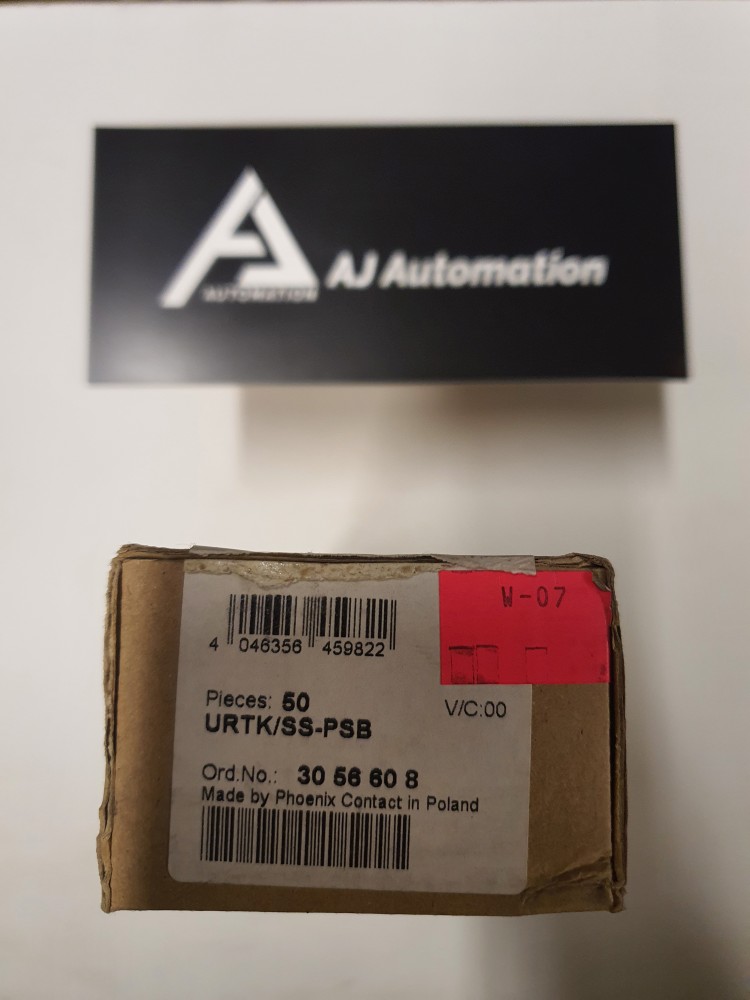 AJ Automation
AUTOMATION
W-07
4 046356 459822
Pieces: 50
V/C:00
URTK/SS-PSB
Ord.No.: 30 56 60 8
Made by Phoenix Contact in Poland